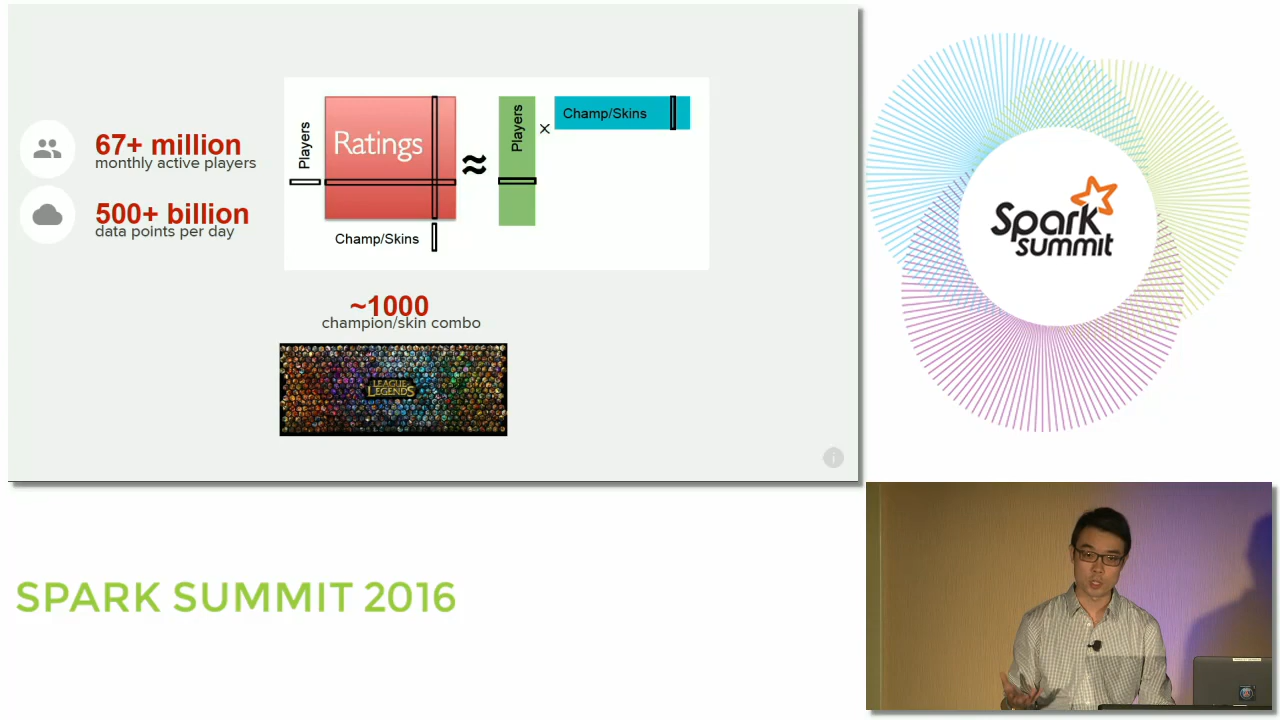 67+ million
monthly active players
500+ billion
data points per day
Players
Ratings
Champ/Skins
≈
Players
×
Champ/Skins
~1000
champion/skin combo
LEAGUE OF
LEGENDS
i
Spark
summit
SPARK SUMMIT 2016